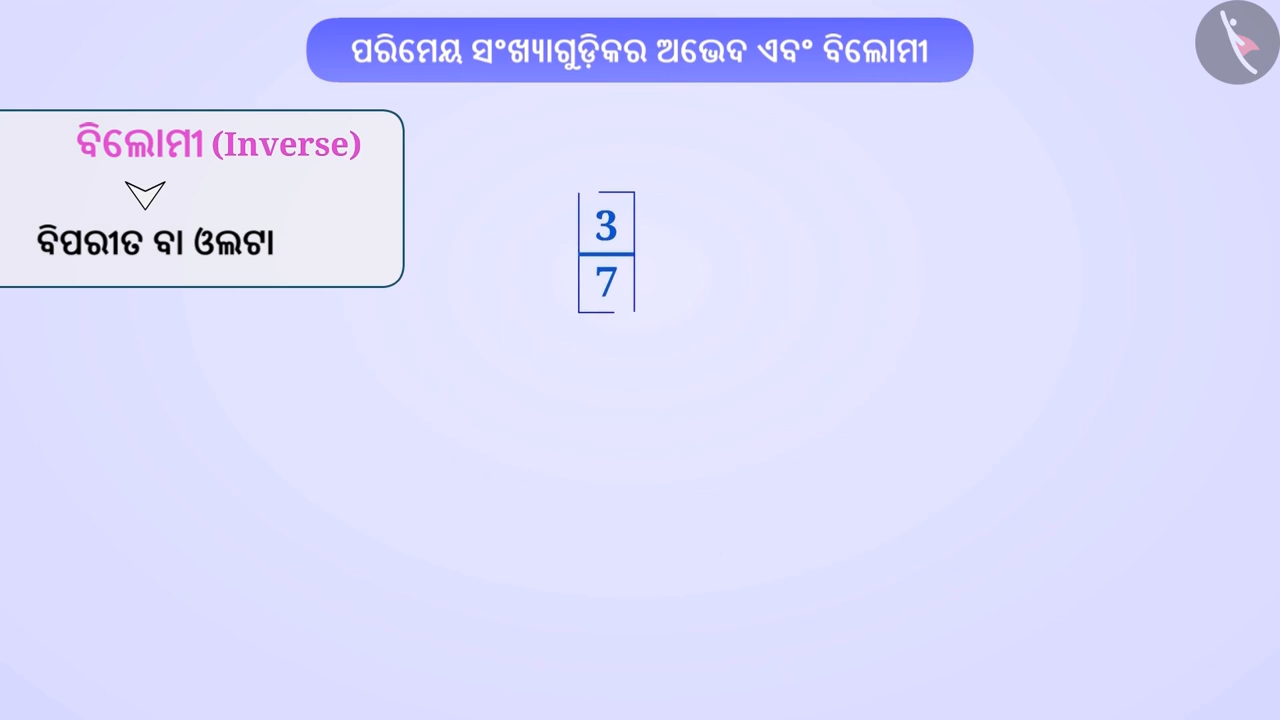 ପରିମେୟ ସଂଖ୍ୟାଗୁଡ଼ିକର ଅଭେଦ ଏବଂ ବିଲୋମୀ
ବିଲୋମୀ (Inverse)
ବିପରୀତ ବା ଓଲଟା
3
7